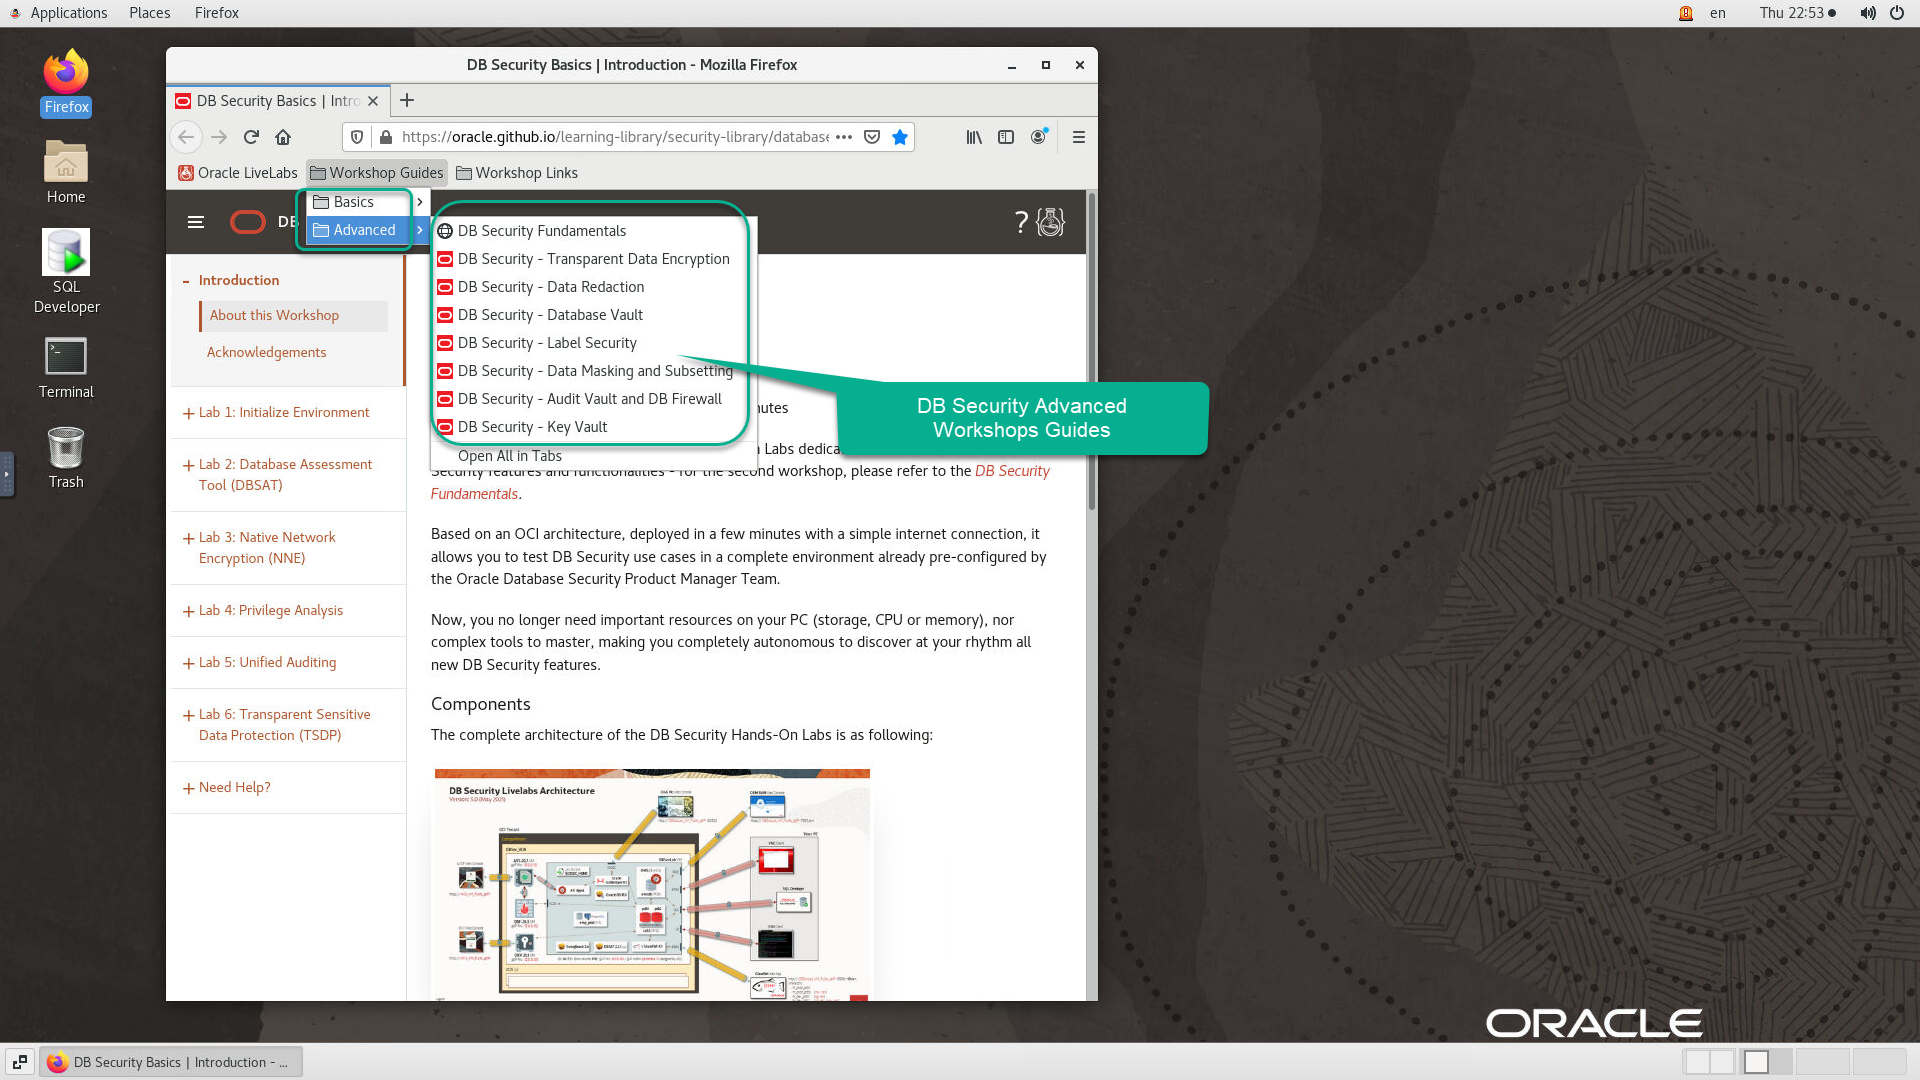 Applications Places Firefox
en Thu 22:53
DB Security Basics | Introduction - Mozilla Firefox
DB Security Basics | Intro
https://oracle.github.io/learning-library/security-library/database
Oracle LiveLabs Workshop Guides Workshop Links
Basics
Advanced
DB
?
Firefox
Home
SQL
Developer
Terminal
Trash
Introduction
About this Workshop
Acknowledgements
Lab 1: Initialize Environment
Lab 2: Database Assessment
Tool (DBSAT)
Lab 3: Native Network
Encryption (NNE)
Lab 4: Privilege Analysis
Lab 5: Unified Auditing
Lab 6: Transparent Sensitive
Data Protection (TSDP)
Need Help?
DB Security Fundamentals
DB Security - Transparent Data Encryption
DB Security - Data Redaction
DB Security - Database Vault
DB Security - Label Security
DB Security - Data Masking and Subsetting
DB Security - Audit Vault and DB Firewall
DB Security - Key Vault
Open All in Tabs
DB Security Advanced
Workshops Guides
Labs dedica
Security features and functionalities - for the second workshop, please refer to the DB Security
Fundamentals.
Based on an OCI architecture, deployed in a few minutes with a simple internet connection, it
allows you to test DB Security use cases in a complete environment already pre-configured by
the Oracle Database Security Product Manager Team.
Now, you no longer need important resources on your PC (storage, CPU or memory), nor
complex tools to master, making you completely autonomous to discover at your rhythm all
new DB Security features.
Components
The complete architecture of the DB Security Hands-On Labs is as following:
DB Security Livelabs Architecture
Version: 3.0 (May 2021)
ORACLE
DB Security Basics | Introduction - ...